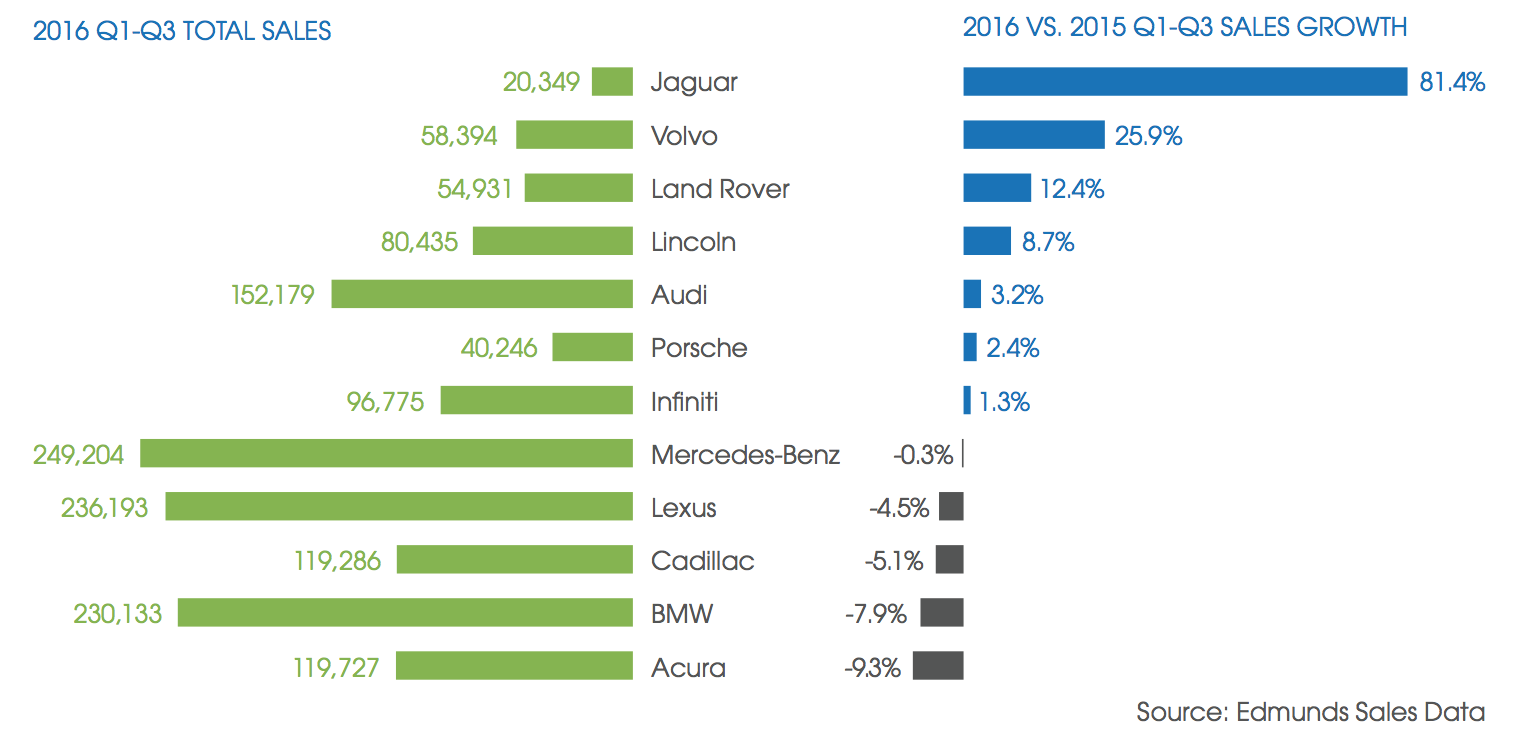 2016 Q1-Q3 TOTAL SALES 2016 VS. 2015 Q1-Q3 SALES GROWTH
20,349 Jaguar 81.4%
58,394 Volvo 25.9%
54,931 Land Rover 12.4%
80,435 Lincoln 8.7%
152,179 Audi 3.2%
40,246 Porsche 2.4%
96,775 Infiniti 1.3%
249,204 Mercedes-Benz -0.3%
236,193 Lexus -4.5%
119,286 Cadillac -5.1%
230,133 BMW -7.9%
119,727 Acura -9.3%
Source: Edmunds Sales Data